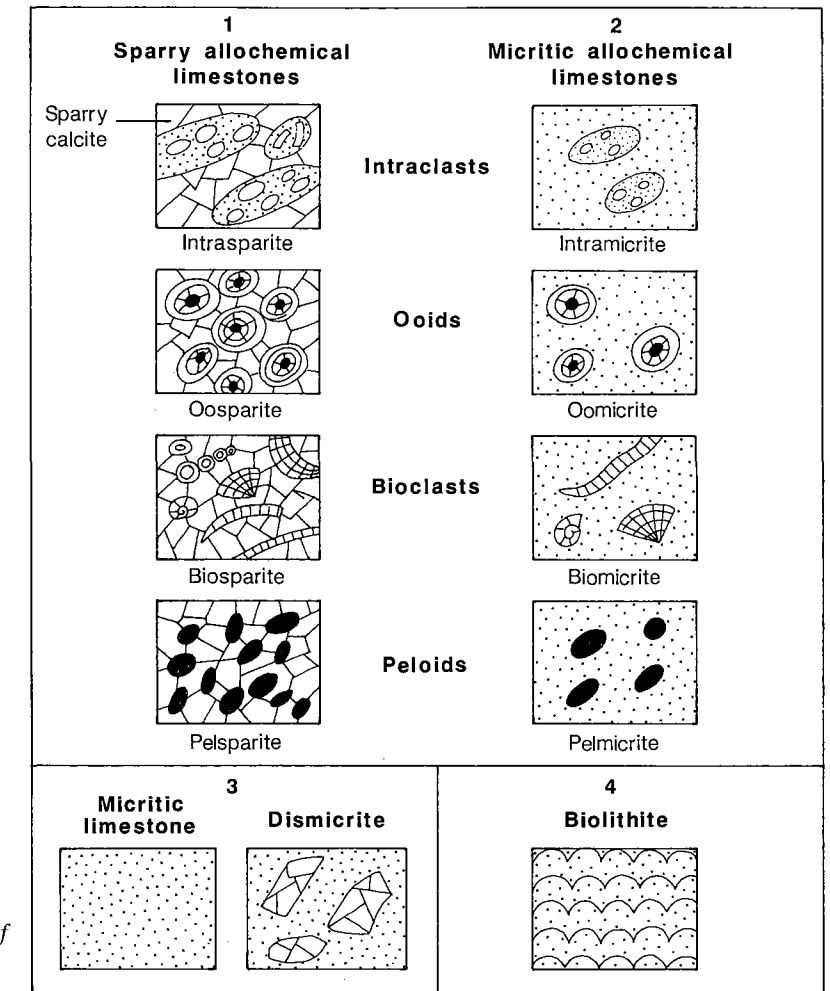 1
Sparry allochemical
limestones
2
Micritic allochemical
limestones
Sparry
calcite
Intraclasts
Intrasparite
Intramicrite
Ooids
Oosparite
Oomicrite
Bioclasts
Biosparite
Biomicrite
Peloids
Pelsparite
Pelmicrite
3
Micritic
limestone
Dismicrite
4
Biolithite
f